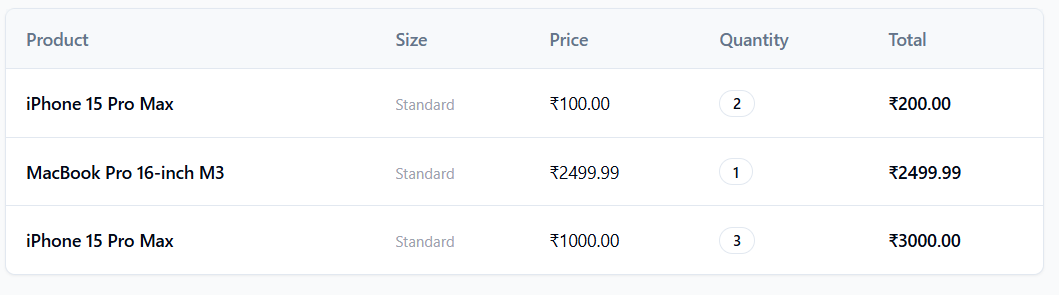 Product Size Price Quantity Total
iPhone 15 Pro Max Standard ₹100.00 2 ₹200.00
MacBook Pro 16-inch M3 Standard ₹2499.99 1 ₹2499.99
iPhone 15 Pro Max Standard ₹1000.00 3 ₹3000.00